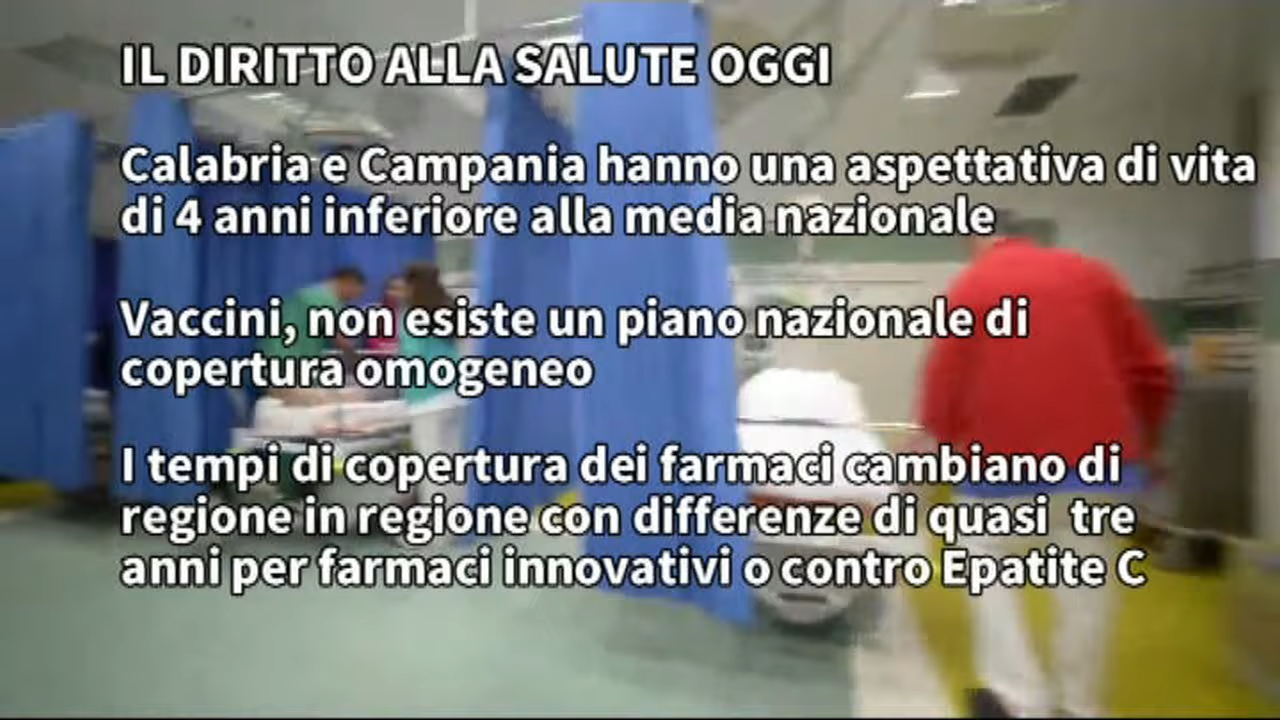 IL DIRITTO ALLA SALUTE OGGI
Calabria e Campania hanno una aspettativa di vita
di 4 anni inferiore alla media nazionale
Vaccini, non esiste un piano nazionale di
copertura omogeneo
I tempi di copertura dei farmaci cambiano di
regione in regione con differenze di quasi  tre
anni per farmaci innovativi o contro Epatite C